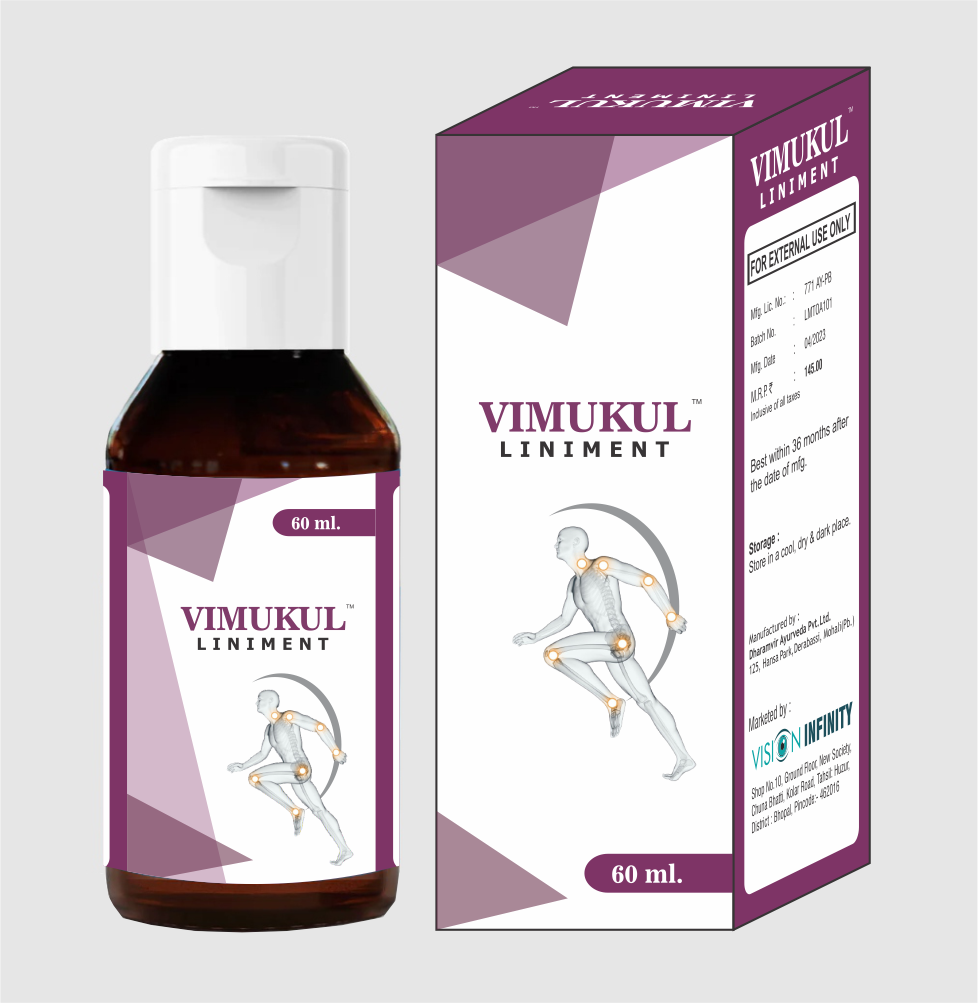 60 ml.
VIMUKUL™
LINIMENT
VIMUKUL™
LINIMENT
VIMUKUL™
LINIMENT
60 ml.
VIMUKUL™
LINIMENT
FOR EXTERNAL USE ONLY
Mfg. Lic. No.: : 771 AY-PB
Batch No. : LMT0A101
Mfg. Date : 04/2023
M.R.P. ₹ : 145.00
Inclusive of all taxes
Best within 36 months after
the date of mfg.
Storage :
Store in a cool, dry & dark place.
Manufactured by :
Dharamvir Ayurveda Pvt. Ltd.
125, Hansa Park, Derabassi, Mohali(Pb.)
Marketed by :
VISION INFINITY
Shop No.10, Ground Floor, New Society,
Chuna Bhatti, Kolar Road, Tahsil: Huzur,
District : Bhopal, Pincode:- 462016